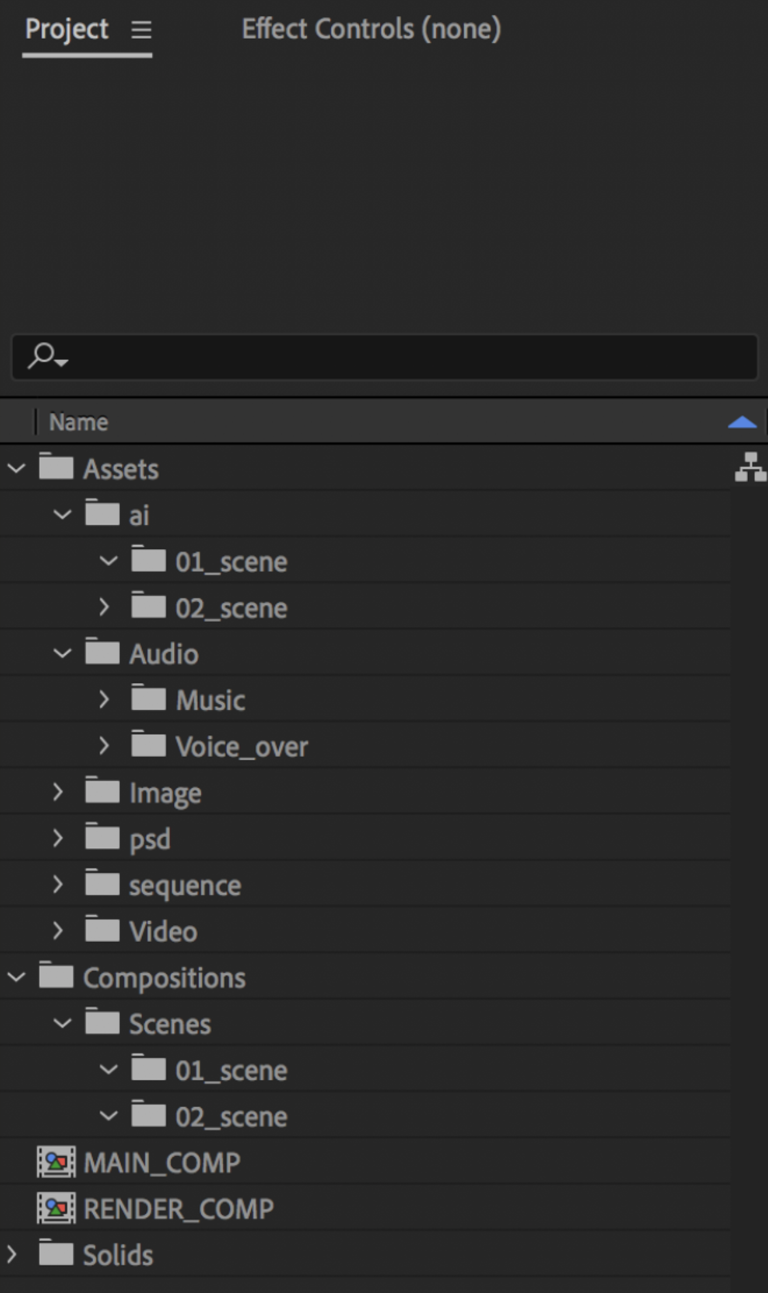 Project Effect Controls (none)
Name
Assets
ai
01_scene
02_scene
Audio
Music
Voice_over
Image
psd
sequence
Video
Compositions
Scenes
01_scene
02_scene
MAIN_COMP
RENDER_COMP
Solids